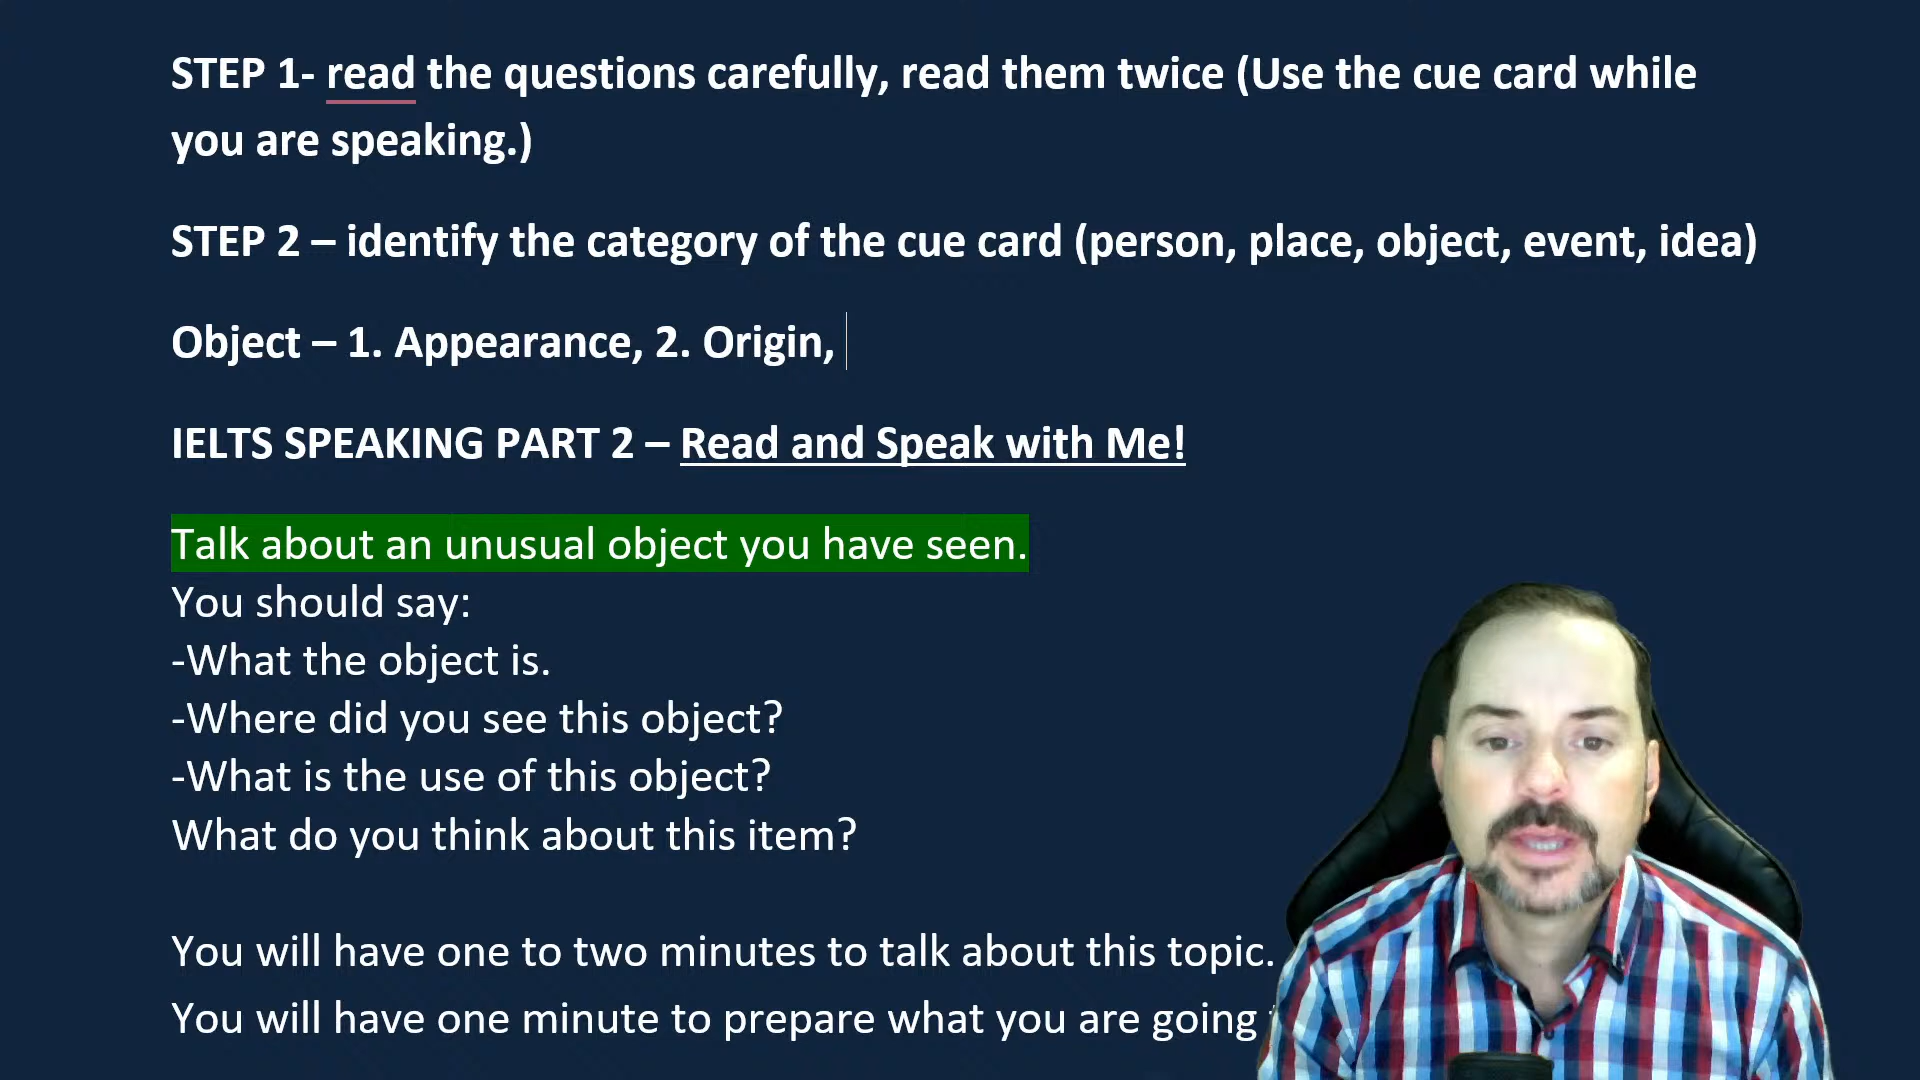 STEP 1- read the questions carefully, read them twice (Use the cue card while
you are speaking.)
STEP 2 – identify the category of the cue card (person, place, object, event, idea)
Object – 1. Appearance, 2. Origin,
IELTS SPEAKING PART 2 – Read and Speak with Me!
Talk about an unusual object you have seen.
You should say:
-What the object is.
-Where did you see this object?
-What is the use of this object?
What do you think about this item?
You will have one to two minutes to talk about this topic.
You will have one minute to prepare what you are going